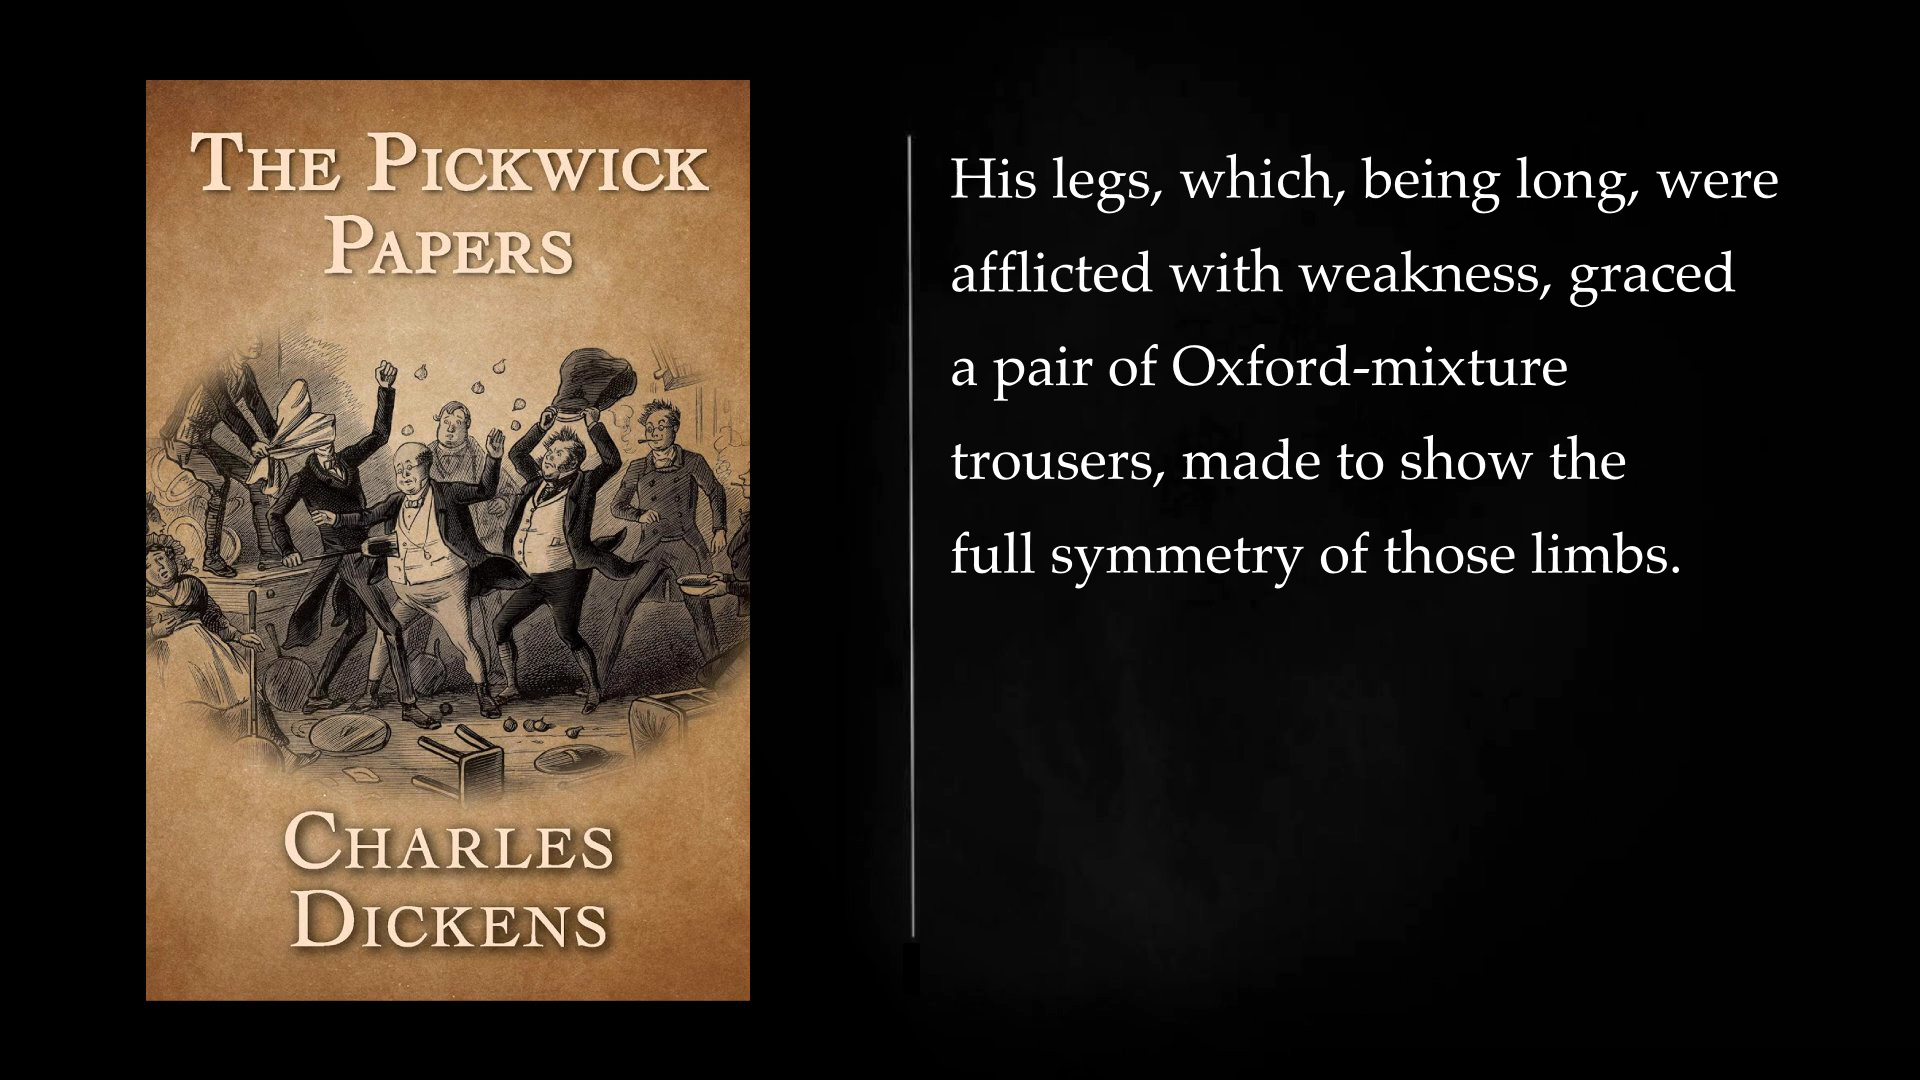 The Pickwick
Papers
Charles
Dickens
His legs, which, being long, were
afflicted with weakness, graced
a pair of Oxford-mixture
trousers, made to show the
full symmetry of those limbs.